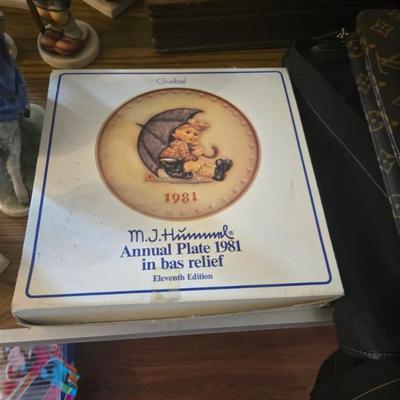 Goebel
1981
M.J.Hummel®
Annual Plate 1981
in bas relief
Eleventh Edition